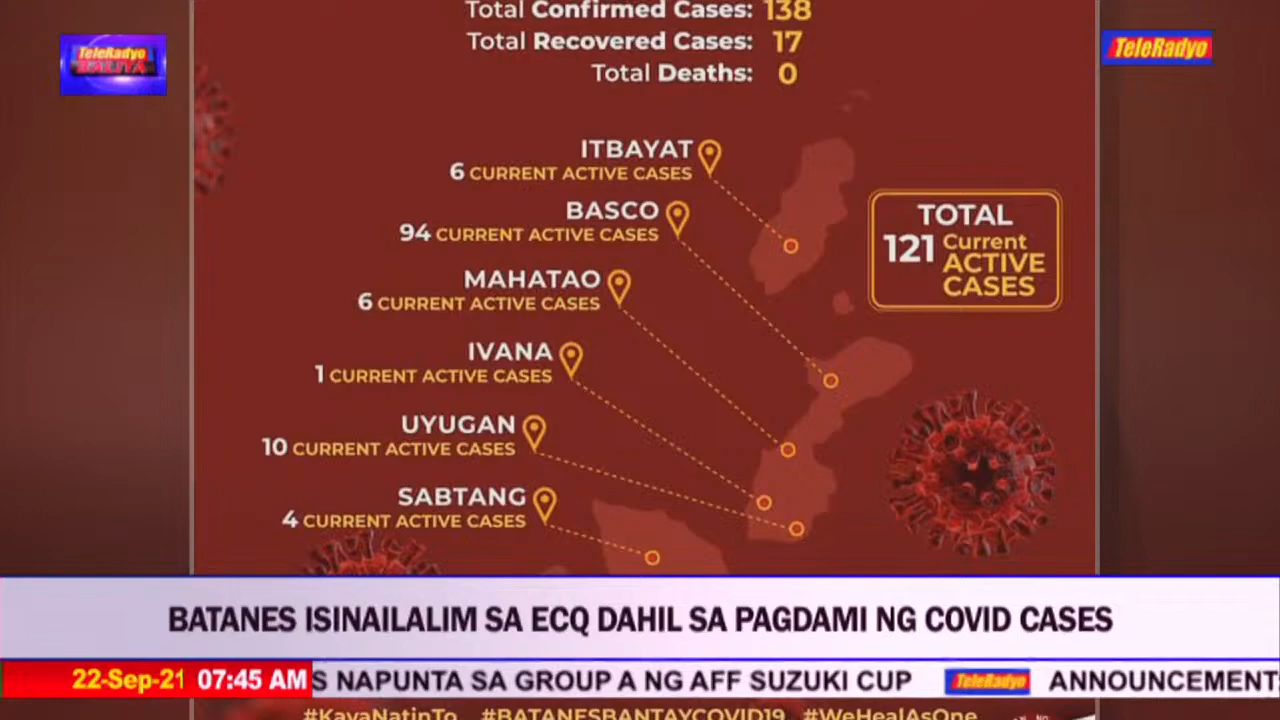 Total Confirmed Cases: 138
Total Recovered Cases: 17
Total Deaths: 0
TeleRadyo
BALITA
TeleRadyo
ITBAYAT
6 CURRENT ACTIVE CASES
BASCO
94 CURRENT ACTIVE CASES
MAHATAO
6 CURRENT ACTIVE CASES
IVANA
1 CURRENT ACTIVE CASES
UYUGAN
10 CURRENT ACTIVE CASES
SABTANG
4 CURRENT ACTIVE CASES
TOTAL
121 Current
ACTIVE
CASES
BATANES ISINAILALIM SA ECQ DAHIL SA PAGDAMI NG COVID CASES
22-Sep-21 07:45 AM S NAPUNTA SA GROUP A NG AFF SUZUKI CUP TeleRadyo ANNOUNCEMENT
#KayaNatinTo #BATANESBANTAYCOVID19 #WeHealAsOne